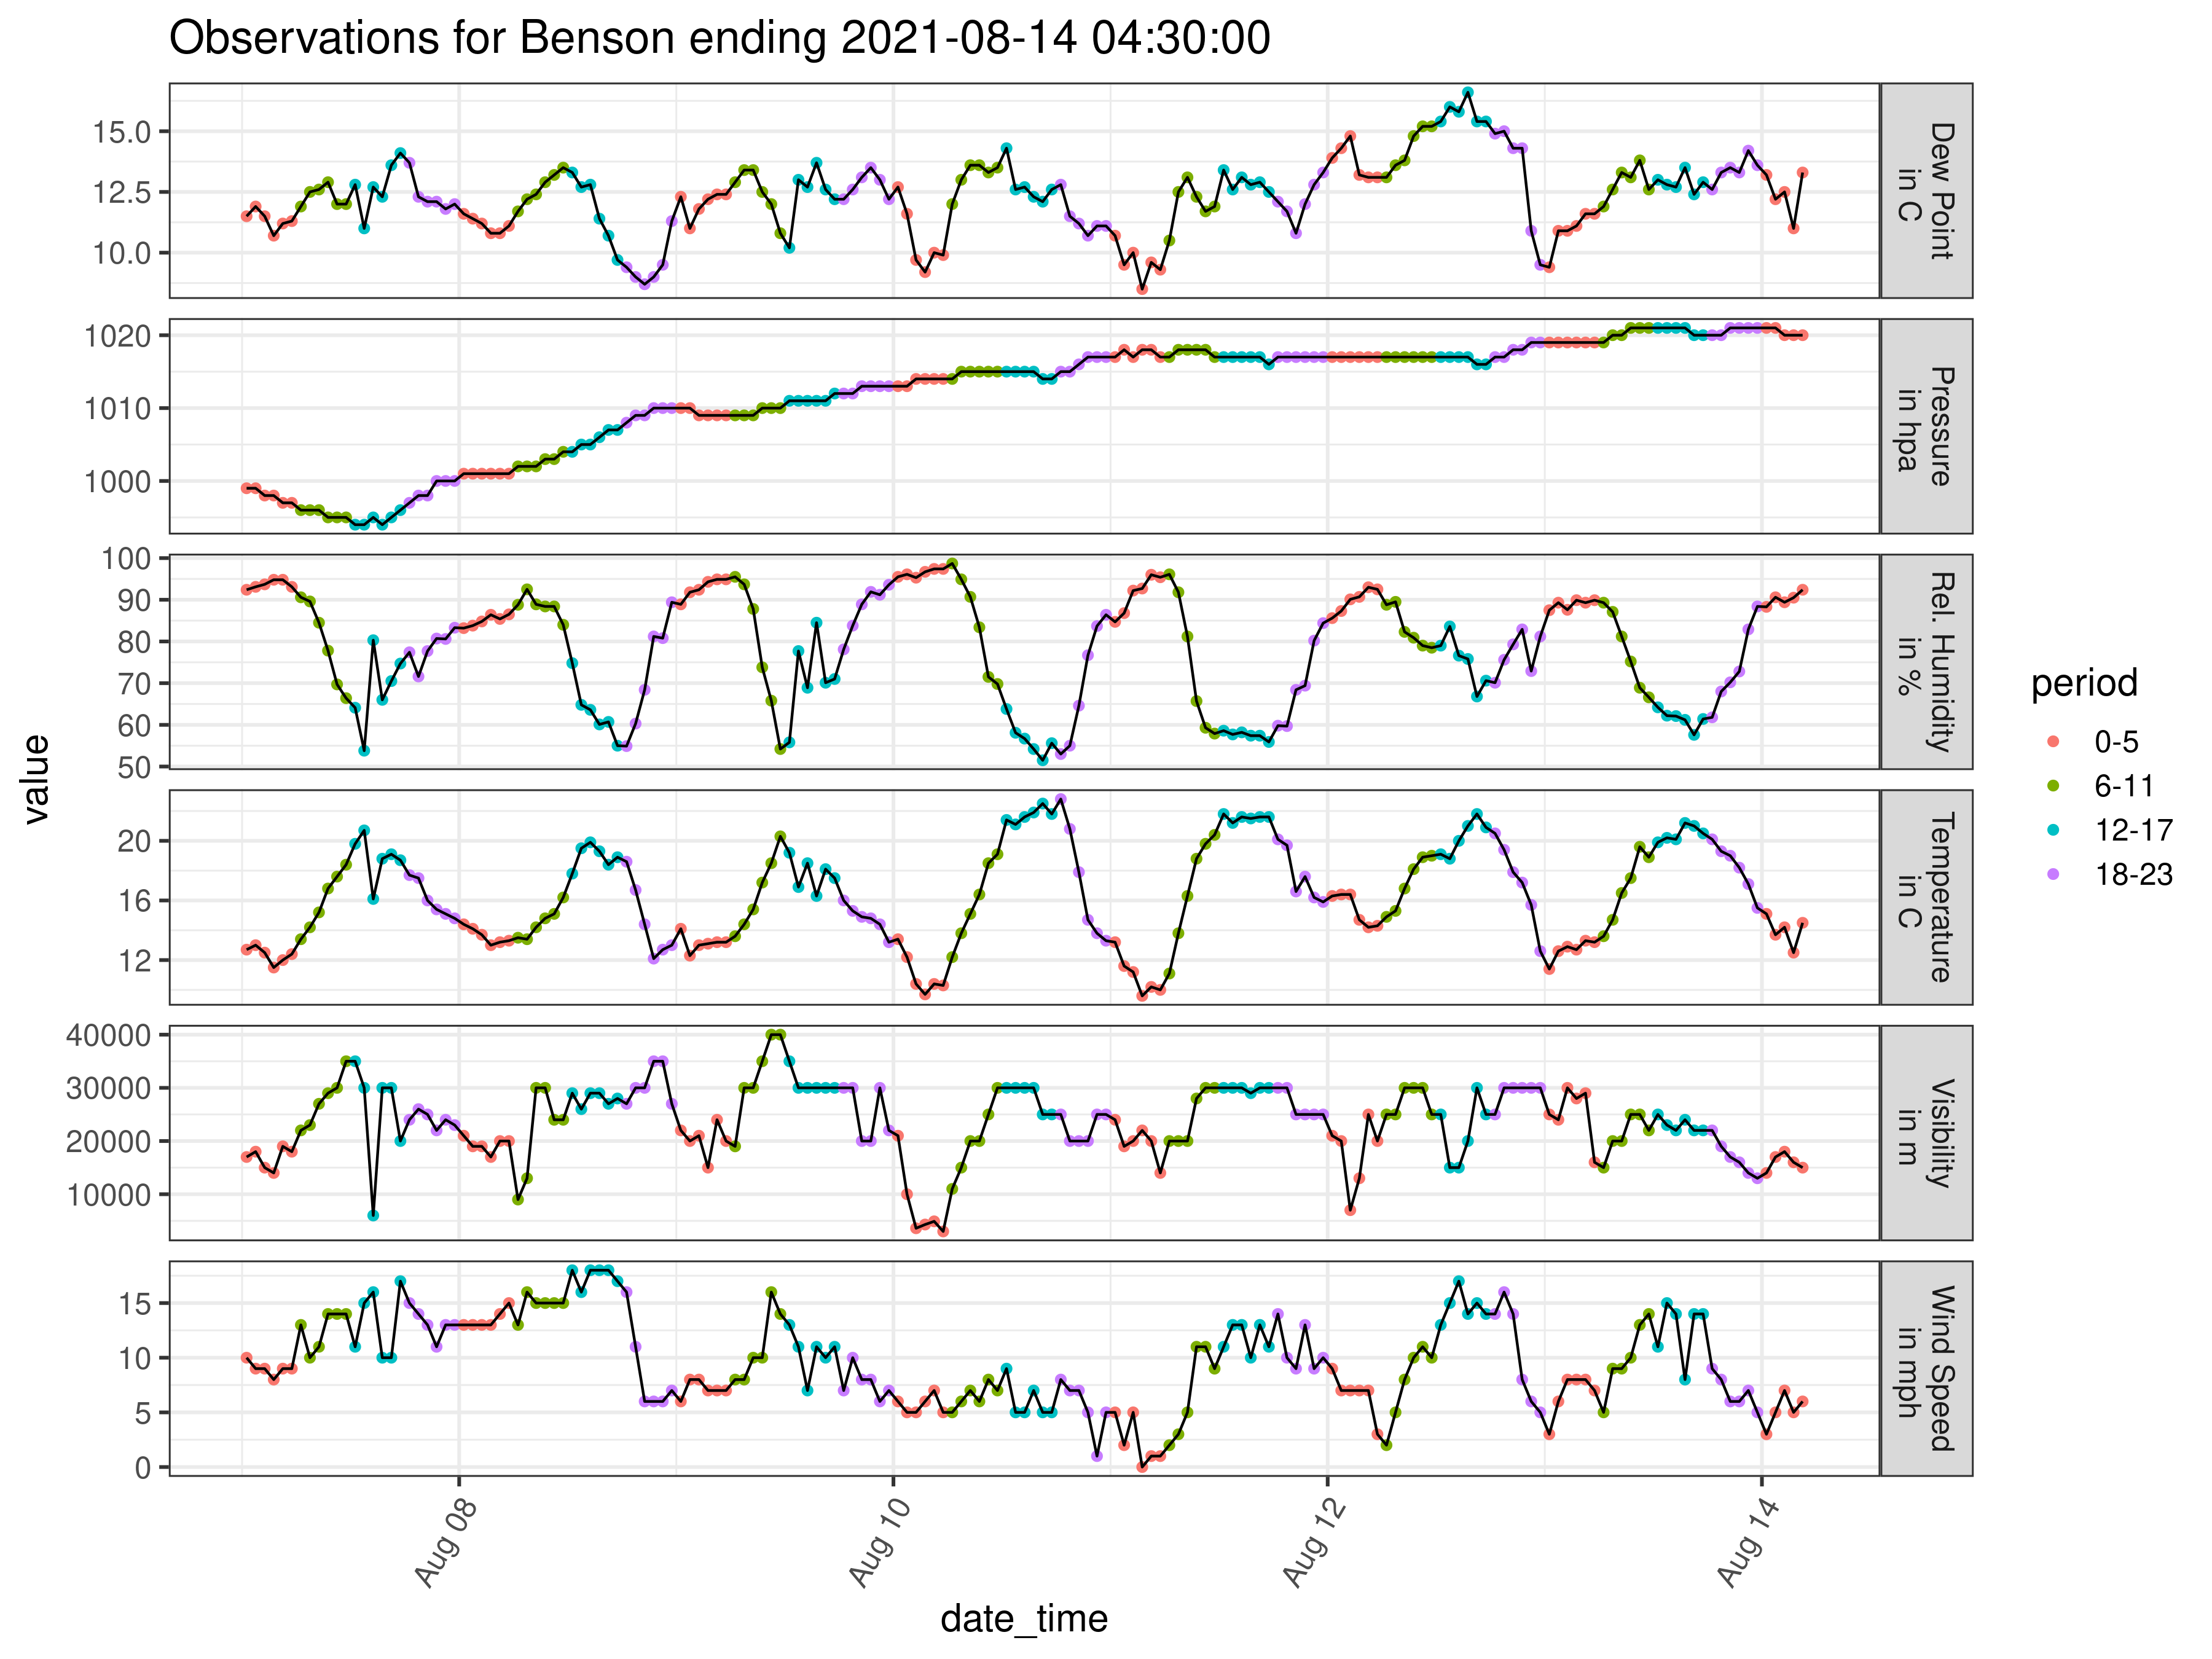 Observations for Benson ending 2021-08-14 04:30:00
value
15.0
12.5
10.0
Dew Point
in C
1020
1010
1000
Pressure
in hpa
100
90
80
70
60
50
Rel. Humidity
in %
20
16
12
Temperature
in C
40000
30000
20000
10000
Visibility
in m
15
10
5
0
Wind Speed
in mph
Aug 08
Aug 10
Aug 12
Aug 14
date_time
period
0-5
6-11
12-17
18-23